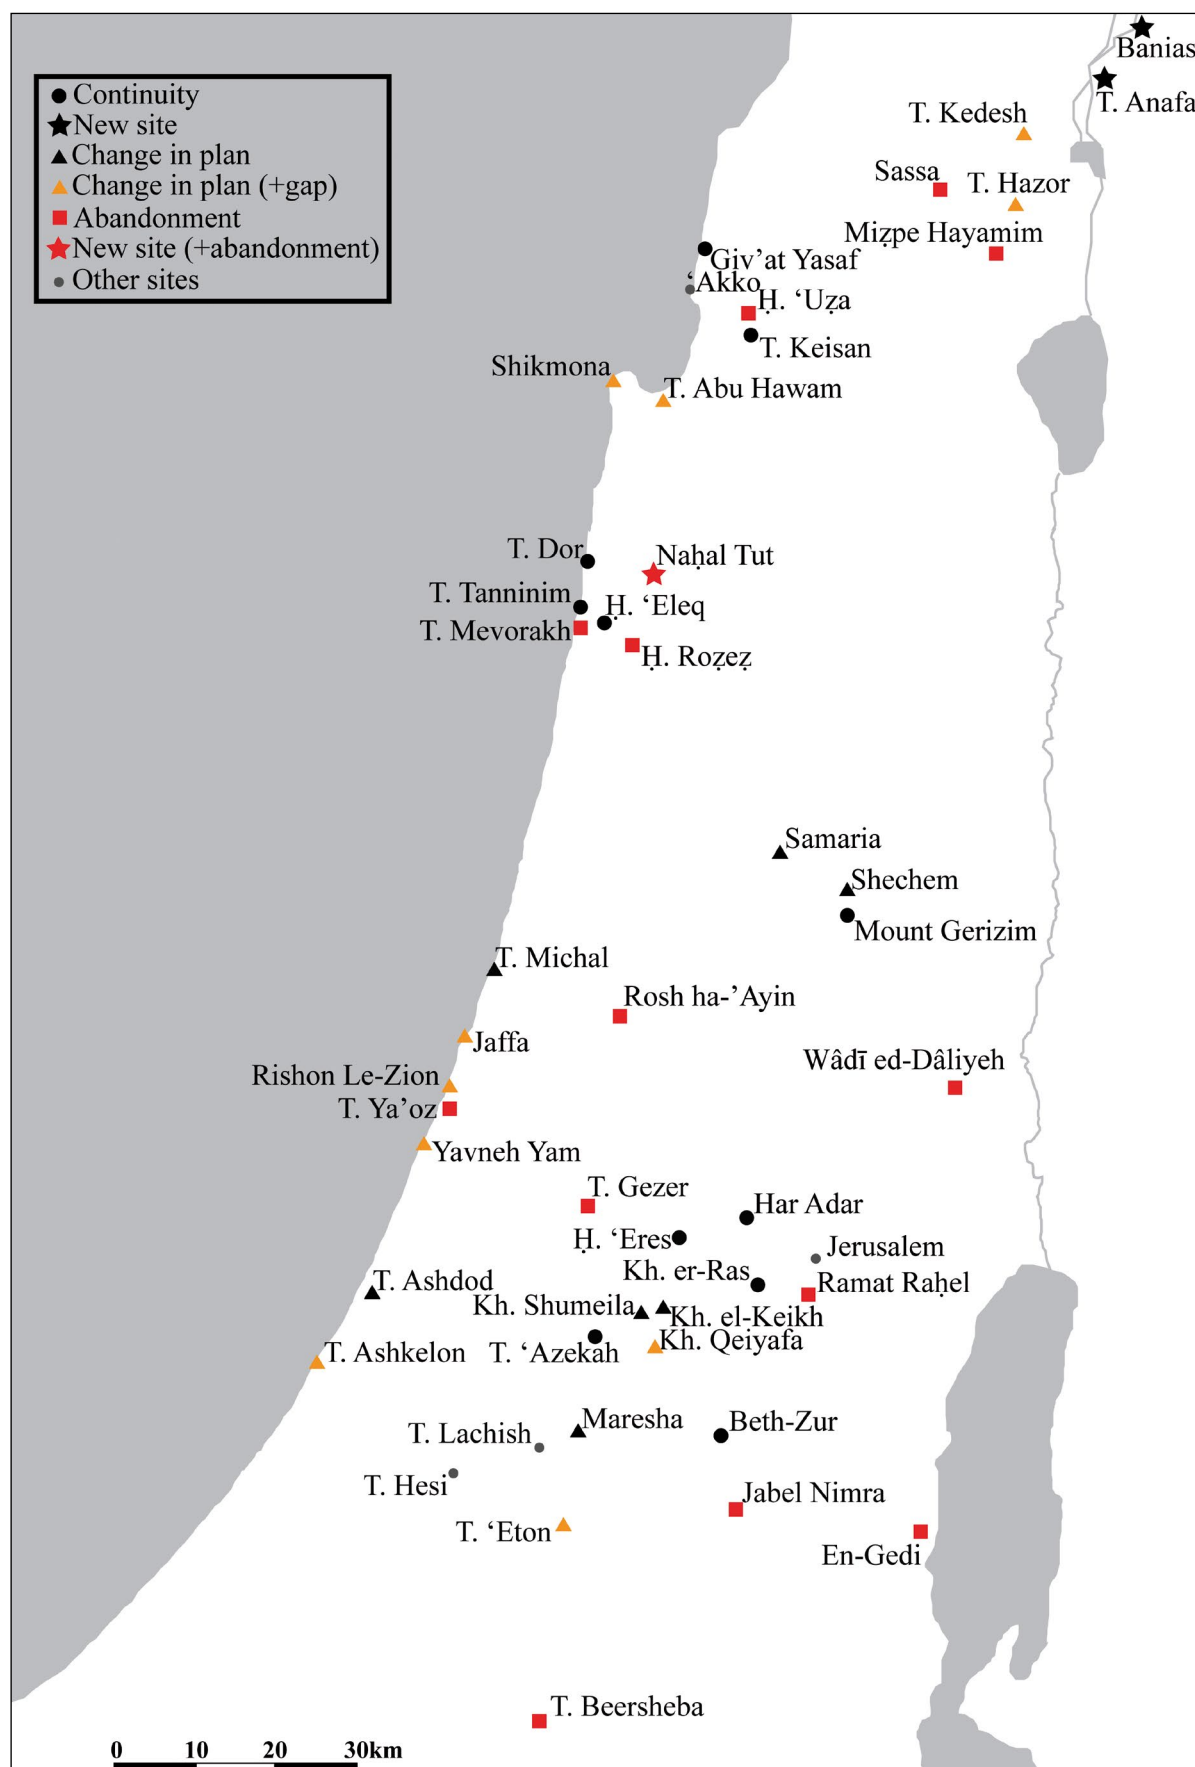 Continuity
New site
Change in plan
Change in plan (+gap)
Abandonment
New site (+abandonment)
Other sites
Banias
T. Anafa
T. Kedesh
Sassa
T. Hazor
Miẓpe Hayamim
Giv’at Yasaf
‘Akko
Ḥ. ‘Uẓa
T. Keisan
Shikmona
T. Abu Hawam
T. Dor
Naḥal Tut
T. Tanninim
Ḥ. ‘Eleq
T. Mevorakh
Ḥ. Roẓeẓ
Samaria
Shechem
Mount Gerizim
T. Michal
Rosh ha-’Ayin
Jaffa
Wâdī ed-Dâliyeh
Rishon Le-Zion
T. Ya’oz
Yavneh Yam
T. Gezer
Har Adar
Ḥ. ‘Eres
Jerusalem
Kh. er-Ras
Ramat Raḥel
T. Ashdod
Kh. Shumeila
Kh. el-Keikh
Kh. Qeiyafa
T. ‘Azekah
T. Ashkelon
Maresha
Beth-Zur
T. Lachish
T. Hesi
Jabel Nimra
T. ‘Eton
En-Gedi
T. Beersheba
0 10 20 30km